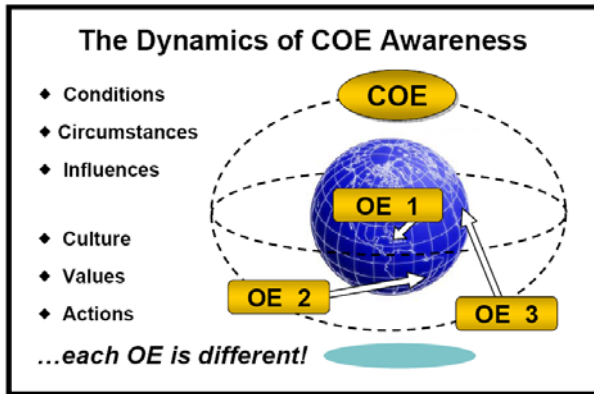 The Dynamics of COE Awareness
◆ Conditions
◆ Circumstances
◆ Influences
◆ Culture
◆ Values
◆ Actions
...each OE is different!
COE
OE 1
OE 2
OE 3